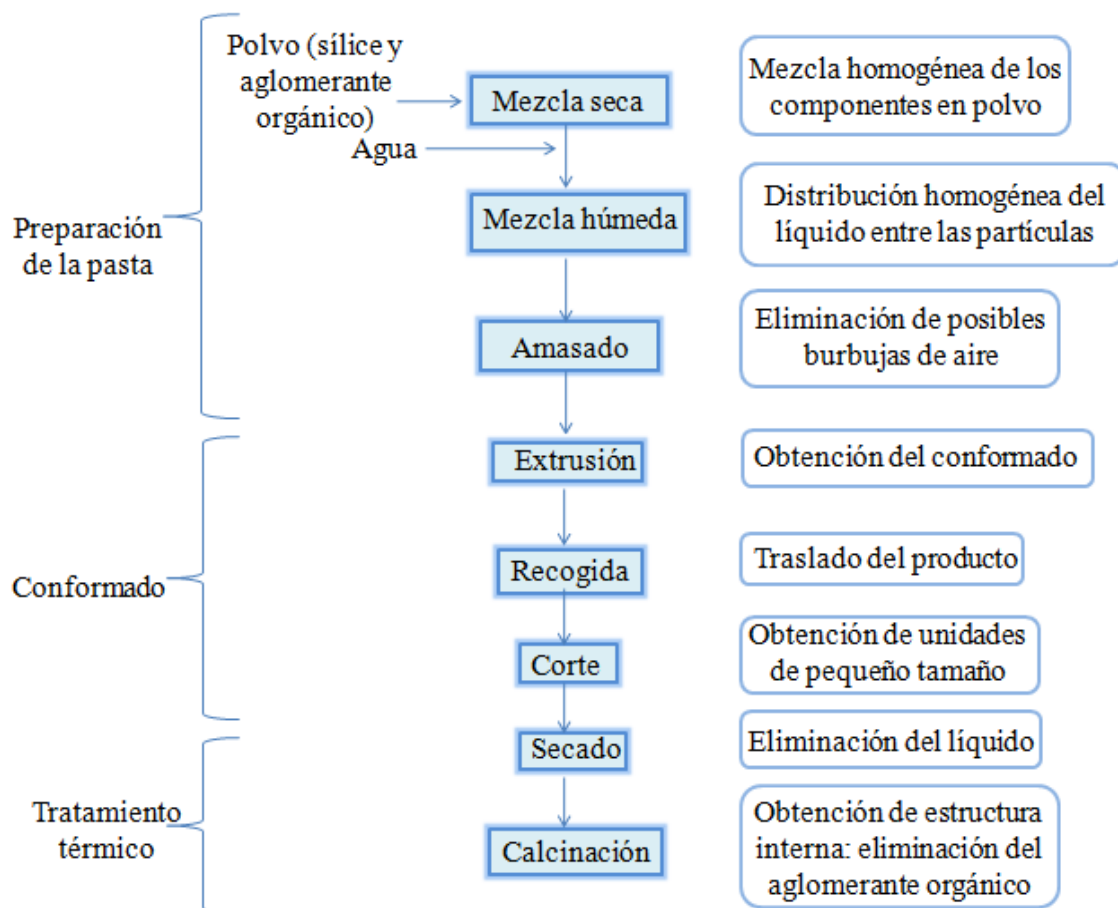 Polvo (sílice y
aglomerante
orgánico)
Agua
Mezcla seca
Mezcla homogénea de los
componentes en polvo
Preparación
de la pasta
Mezcla húmeda
Distribución homogénea del
líquido entre las partículas
Amasado
Eliminación de posibles
burbujas de aire
Conformado
Extrusión
Obtención del conformado
Recogida
Traslado del producto
Corte
Obtención de unidades
de pequeño tamaño
Tratamiento
térmico
Secado
Eliminación del líquido
Calcinación
Obtención de estructura
interna: eliminación del
aglomerante orgánico